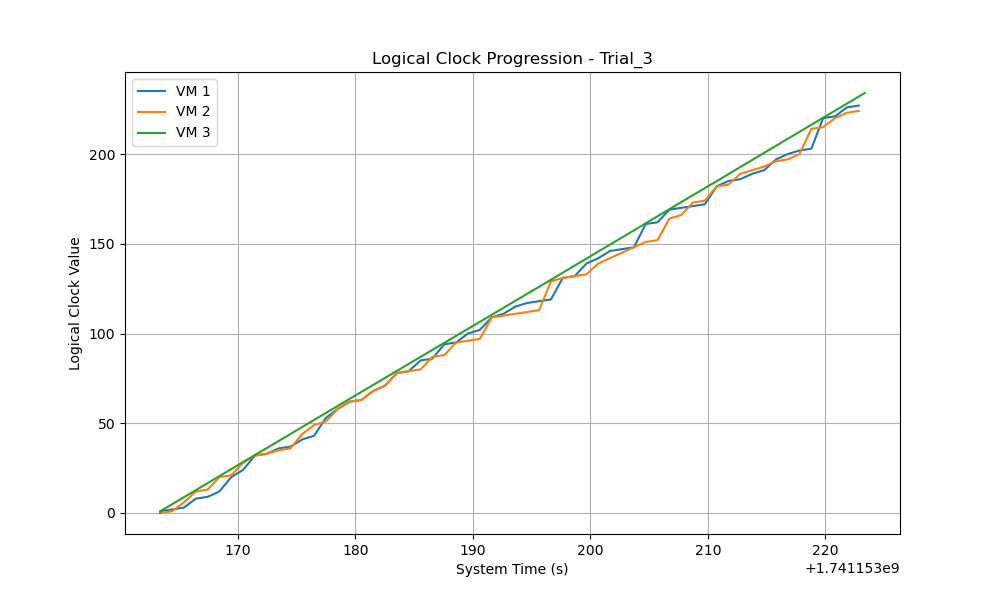 Logical Clock Progression - Trial_3
VM 1
VM 2
VM 3
Logical Clock Value
200
150
100
50
0
170 180 190 200 210 220
System Time (s)
+1.741153e9